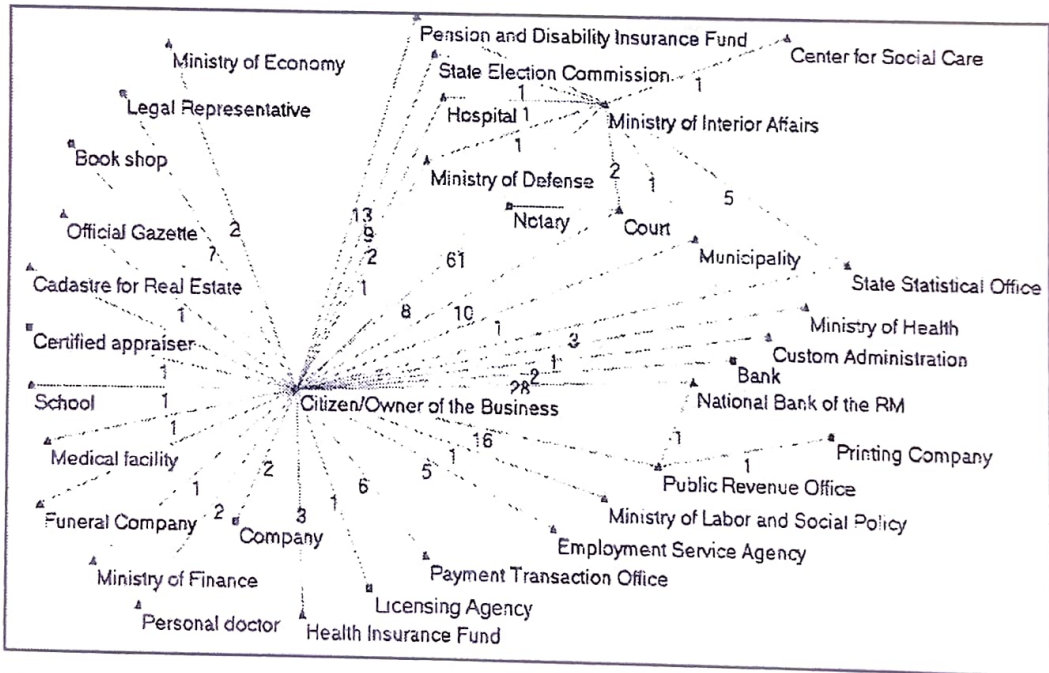 Pension and Disability Insurance Fund
Ministry of Economy
State Election Commission
1
Center for Social Care
1
Legal Representative
Hospital 1
Ministry of Interior Affairs
1
Book shop
Ministry of Defense
2
1
5
Notary
Court
13
Official Gazette
2
9
7
2
61
Municipality
Cadastre for Real Estate
1
State Statistical Office
1
8
10
1
3
Ministry of Health
Certified appraiser
1
Custom Administration
1
2
Bank
28
School
1
Citizen/Owner of the Business
National Bank of the RM
1
16
1
Medical facility
2
1
5
1
Printing Company
6
Public Revenue Office
1
1
Funeral Company
2
3
Company
Ministry of Labor and Social Policy
Employment Service Agency
Ministry of Finance
Payment Transaction Office
Licensing Agency
Personal doctor
Health Insurance Fund